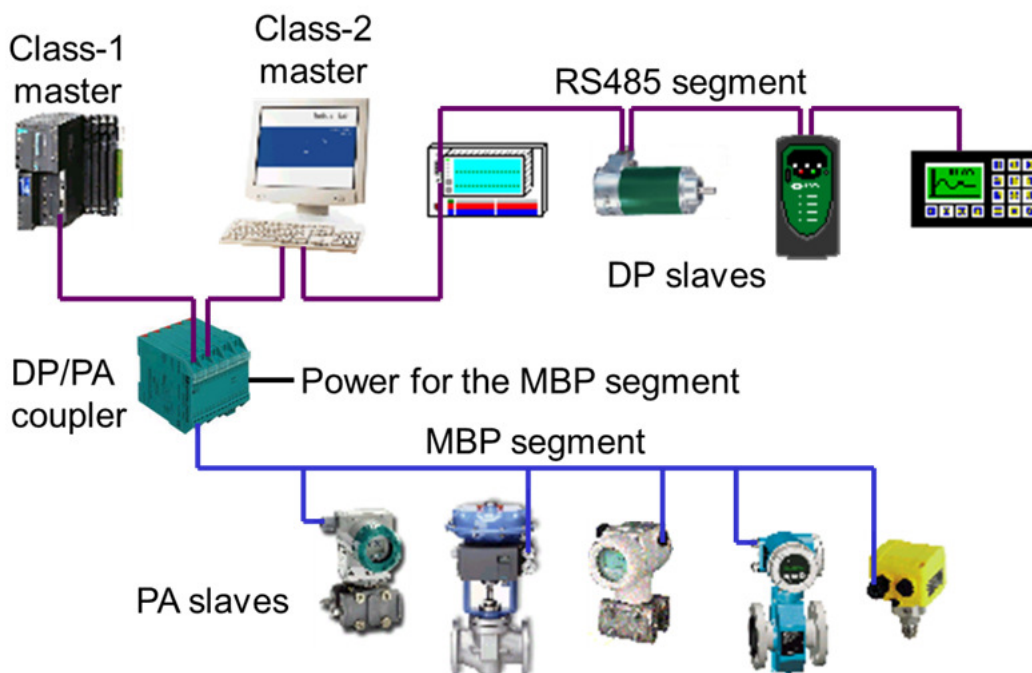 Class-1
master
Class-2
master
RS485 segment
DP slaves
DP/PA
coupler
Power for the MBP segment
MBP segment
PA slaves